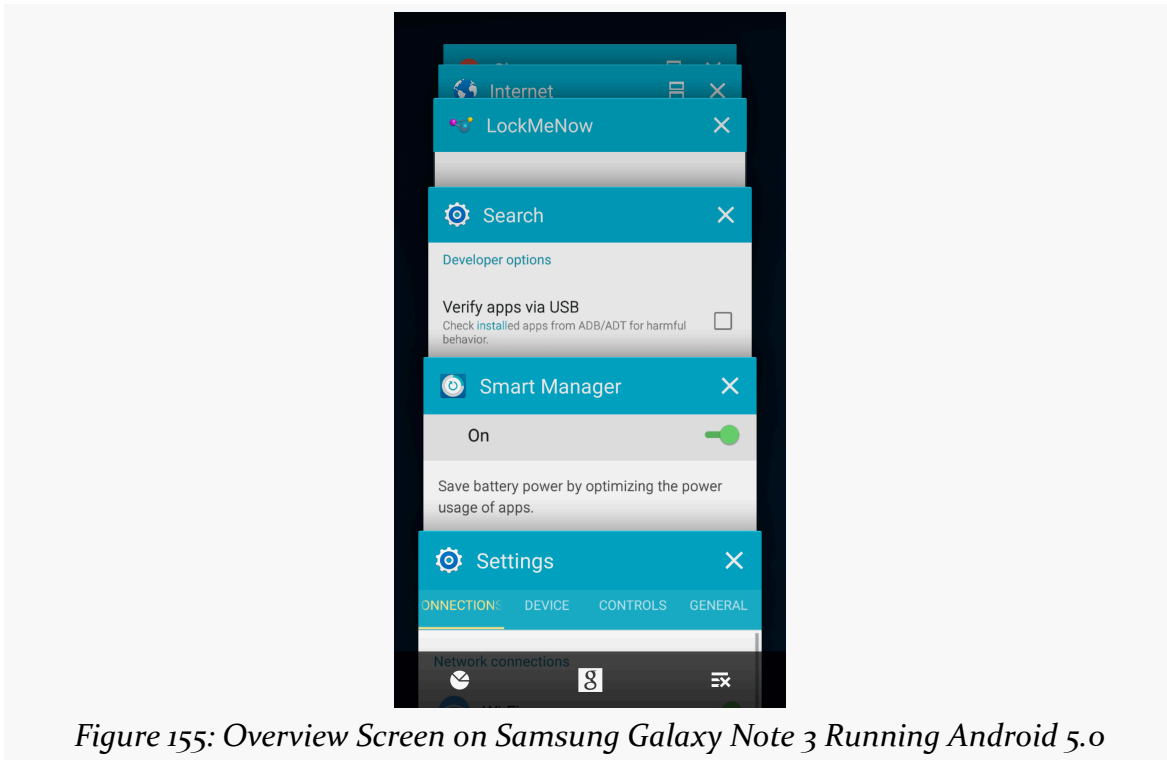 Internet
LockMeNow
Search
Developer options
Verify apps via USB
Check installed apps from ADB/ADT for harmful
behavior.
Smart Manager
On
Save battery power by optimizing the power
usage of apps.
Settings
ONNECTIONS DEVICE CONTROLS GENERAL
Network connections
g
Figure 155: Overview Screen on Samsung Galaxy Note 3 Running Android 5.0